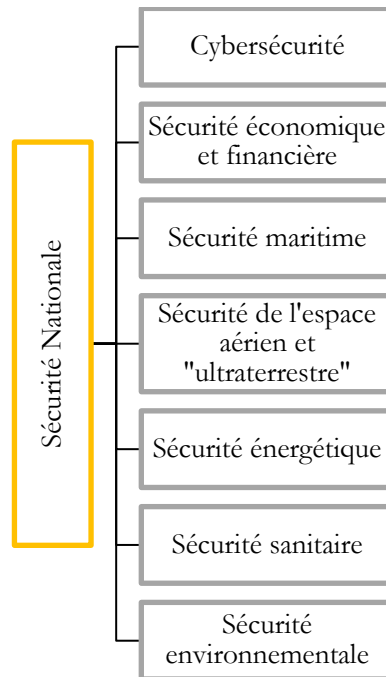 Sécurité Nationale
Cybersécurité
Sécurité économique
et financière
Sécurité maritime
Sécurité de l'espace
aérien et
"ultraterrestre"
Sécurité énergétique
Sécurité sanitaire
Sécurité
environnementale